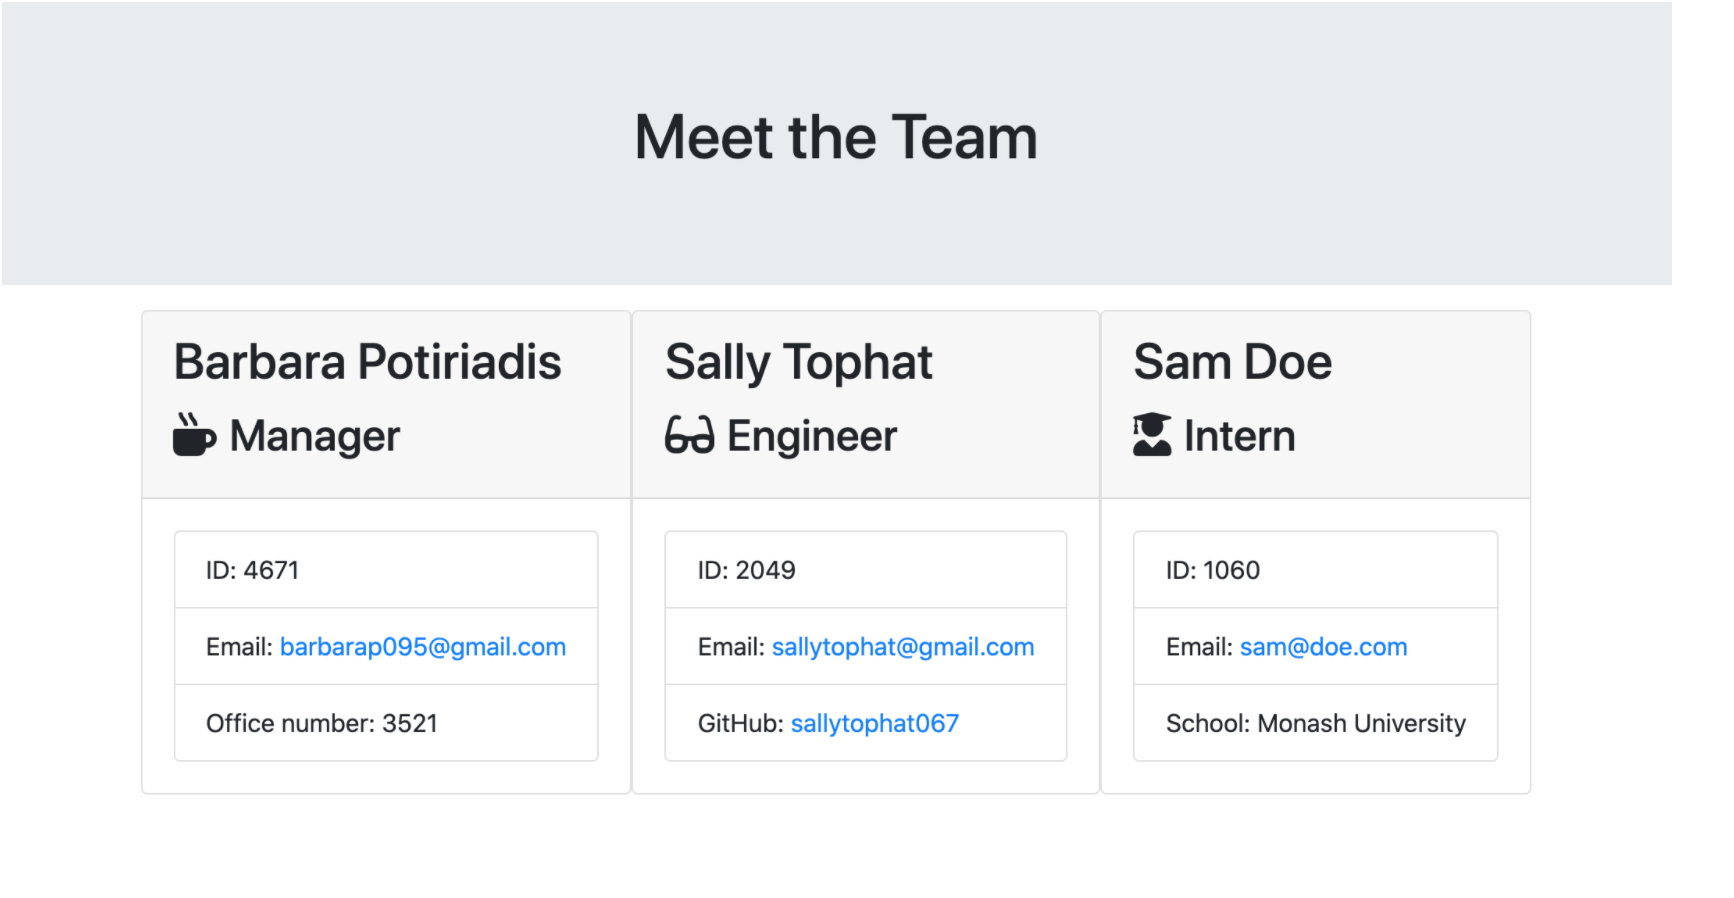 Meet the Team
Barbara Potiriadis
Manager
ID: 4671
Email: barbarap095@gmail.com
Office number: 3521
Sally Tophat
Engineer
ID: 2049
Email: sallytophat@gmail.com
GitHub: sallytophat067
Sam Doe
Intern
ID: 1060
Email: sam@doe.com
School: Monash University